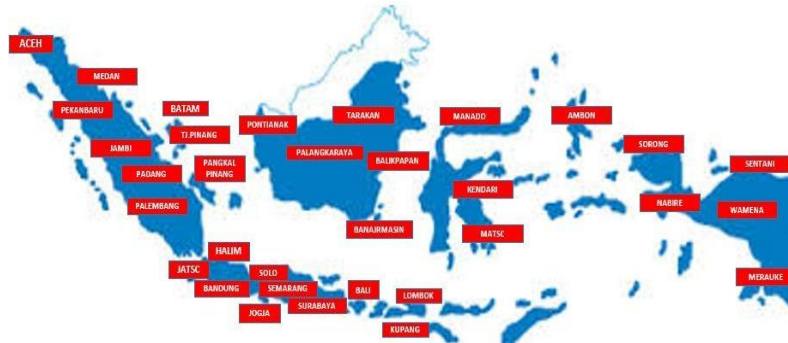 ACEH
MEDAN
PEKANBARU
BATAM
TJ.PINANG
JAMBI
PANGKAL
PINANG
PADANG
PALEMBANG
PONTIANAK
TARAKAN
PALANGKARAYA
BALIKPAPAN
BANAJRMASIN
MANADO
KENDARI
MATSC
AMBON
SORONG
SENTANI
NABIRE
WAMENA
MERAUKE
HALIM
JATSC
BANDUNG
SOLO
SEMARANG
JOGJA
SURABAYA
BALI
LOMBOK
KUPANG